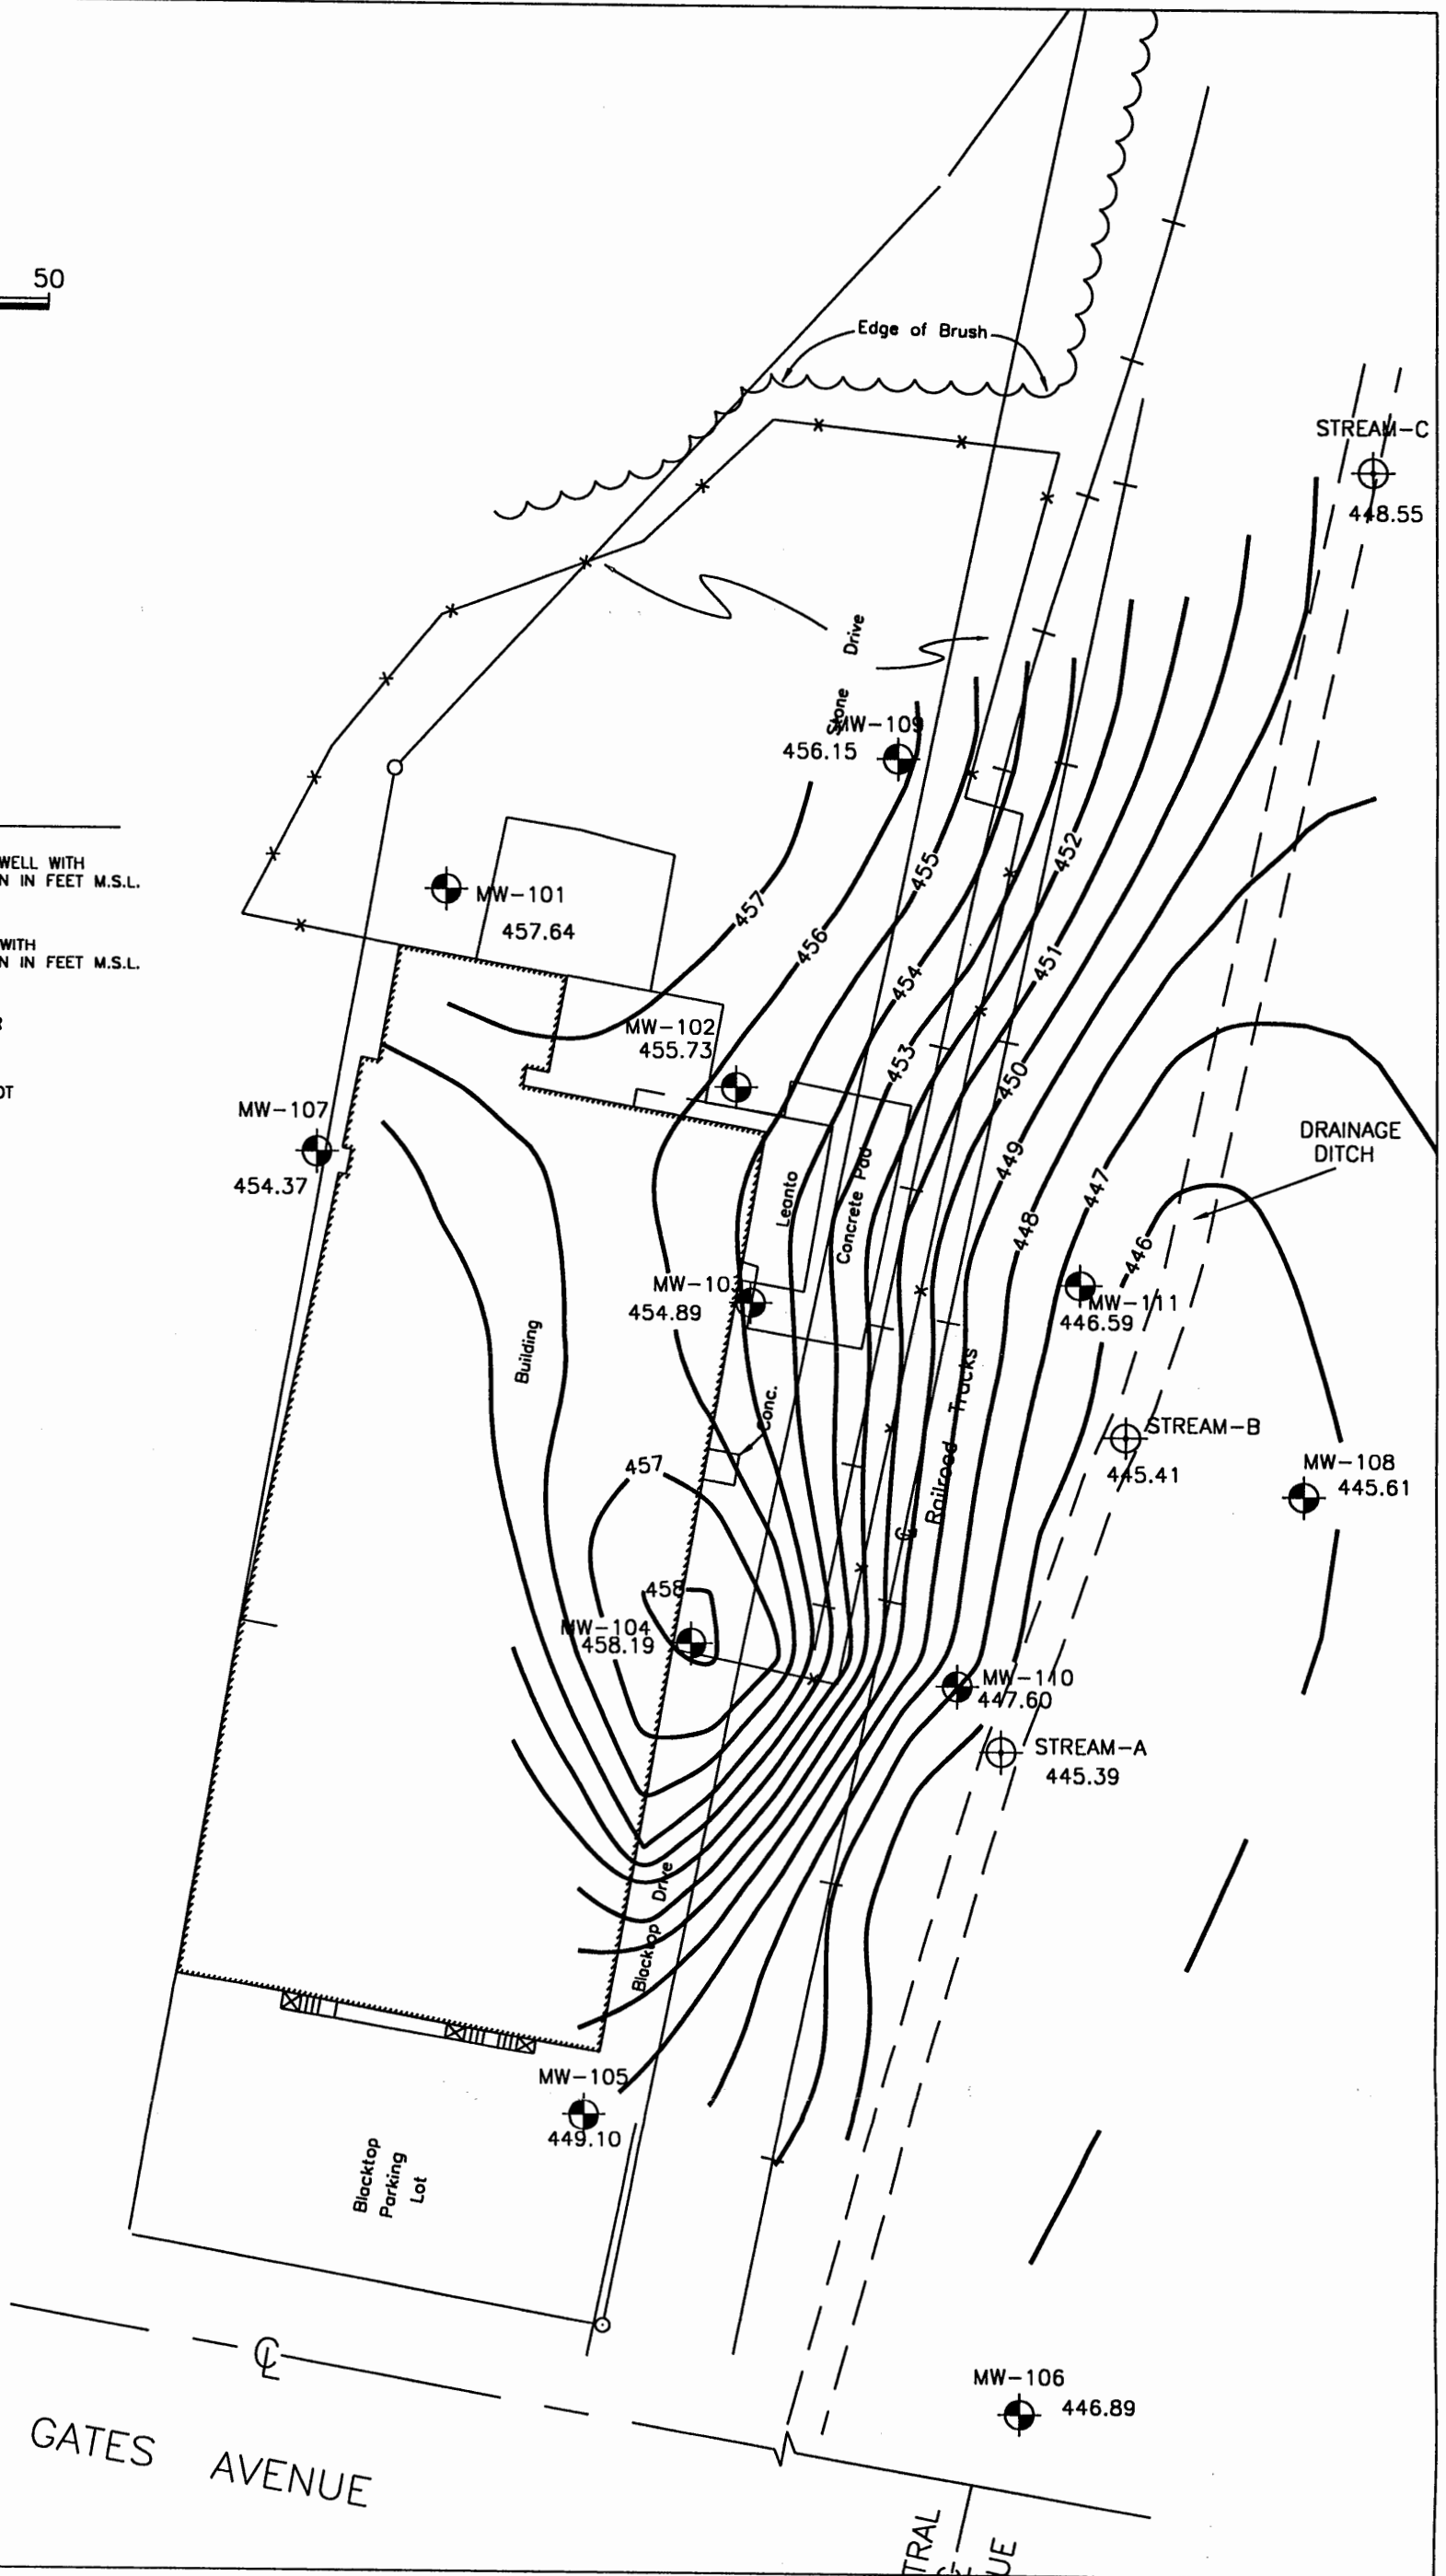 50
Edge of Brush
STREAM-C
448.55
Stone Drive
MW-109
456.15
WELL WITH
N IN FEET M.S.L.
WITH
N IN FEET M.S.L.
OT
MW-101
457.64
457
456
455
454
453
452
451
450
449
448
447
446
MW-102
455.73
MW-107
454.37
DRAINAGE
DITCH
Leanto
Concrete Pad
MW-103
454.89
MW-111
446.59
Building
Conc.
Railroad Tracks
STREAM-B
445.41
MW-108
445.61
457
458
MW-104
458.19
MW-110
447.60
STREAM-A
445.39
Blacktop Drive
MW-105
449.10
Blacktop
Parking
Lot
MW-106
446.89
GATES AVENUE
TRAL
UE